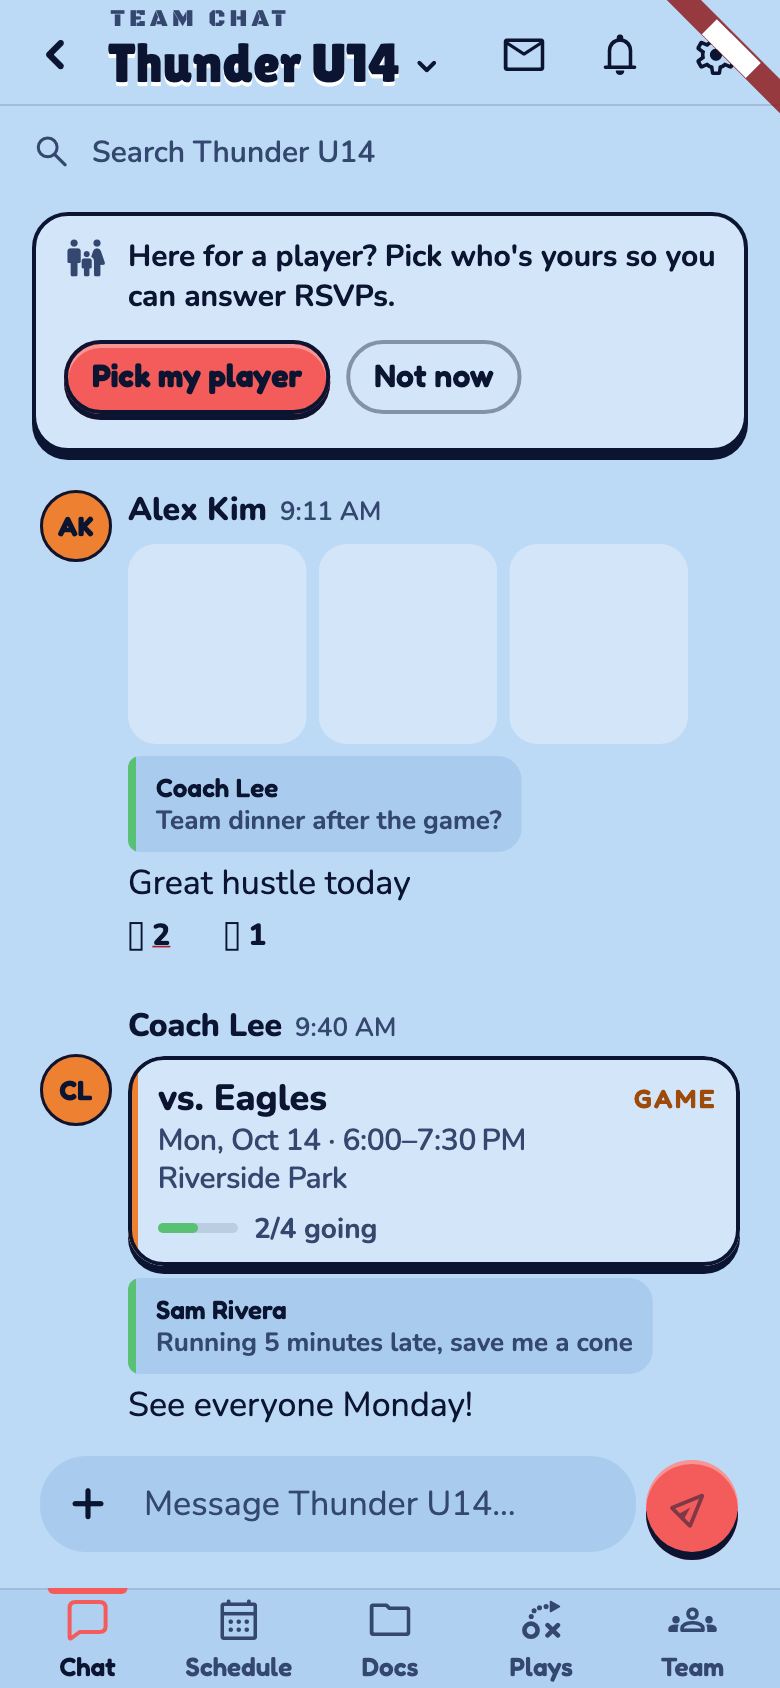 TEAM CHAT
Thunder U14
Search Thunder U14
Here for a player? Pick who's yours so you
can answer RSVPs.
Pick my player
Not now
AK
Alex Kim 9:11 AM
Coach Lee
Team dinner after the game?
Great hustle today
2 1
Coach Lee 9:40 AM
CL
vs. Eagles
GAME
Mon, Oct 14 · 6:00–7:30 PM
Riverside Park
2/4 going
Sam Rivera
Running 5 minutes late, save me a cone
See everyone Monday!
Message Thunder U14...
Chat
Schedule
Docs
Plays
Team